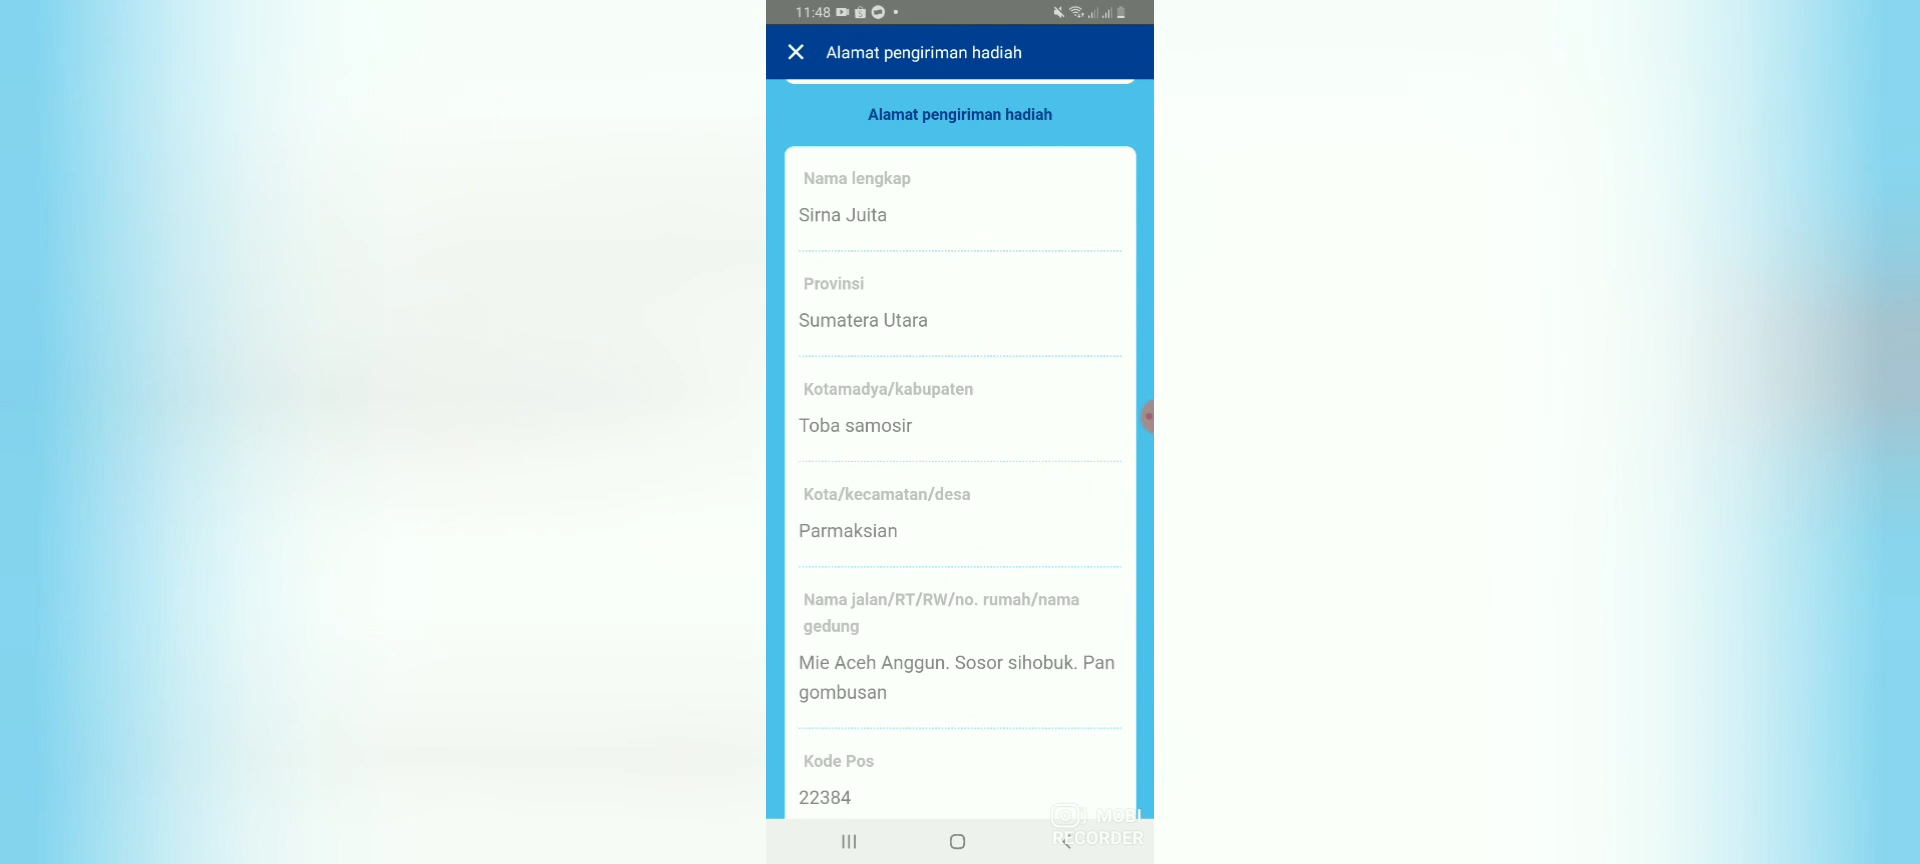 11:48
Alamat pengiriman hadiah
Alamat pengiriman hadiah
Nama lengkap
Sirna Juita
Provinsi
Sumatera Utara
Kotamadya/kabupaten
Toba samosir
Kota/kecamatan/desa
Parmaksian
Nama jalan/RT/RW/no. rumah/nama
gedung
Mie Aceh Anggun. Sosor sihobuk. Pan
gombusan
Kode Pos
22384
MOBI
RECORDER